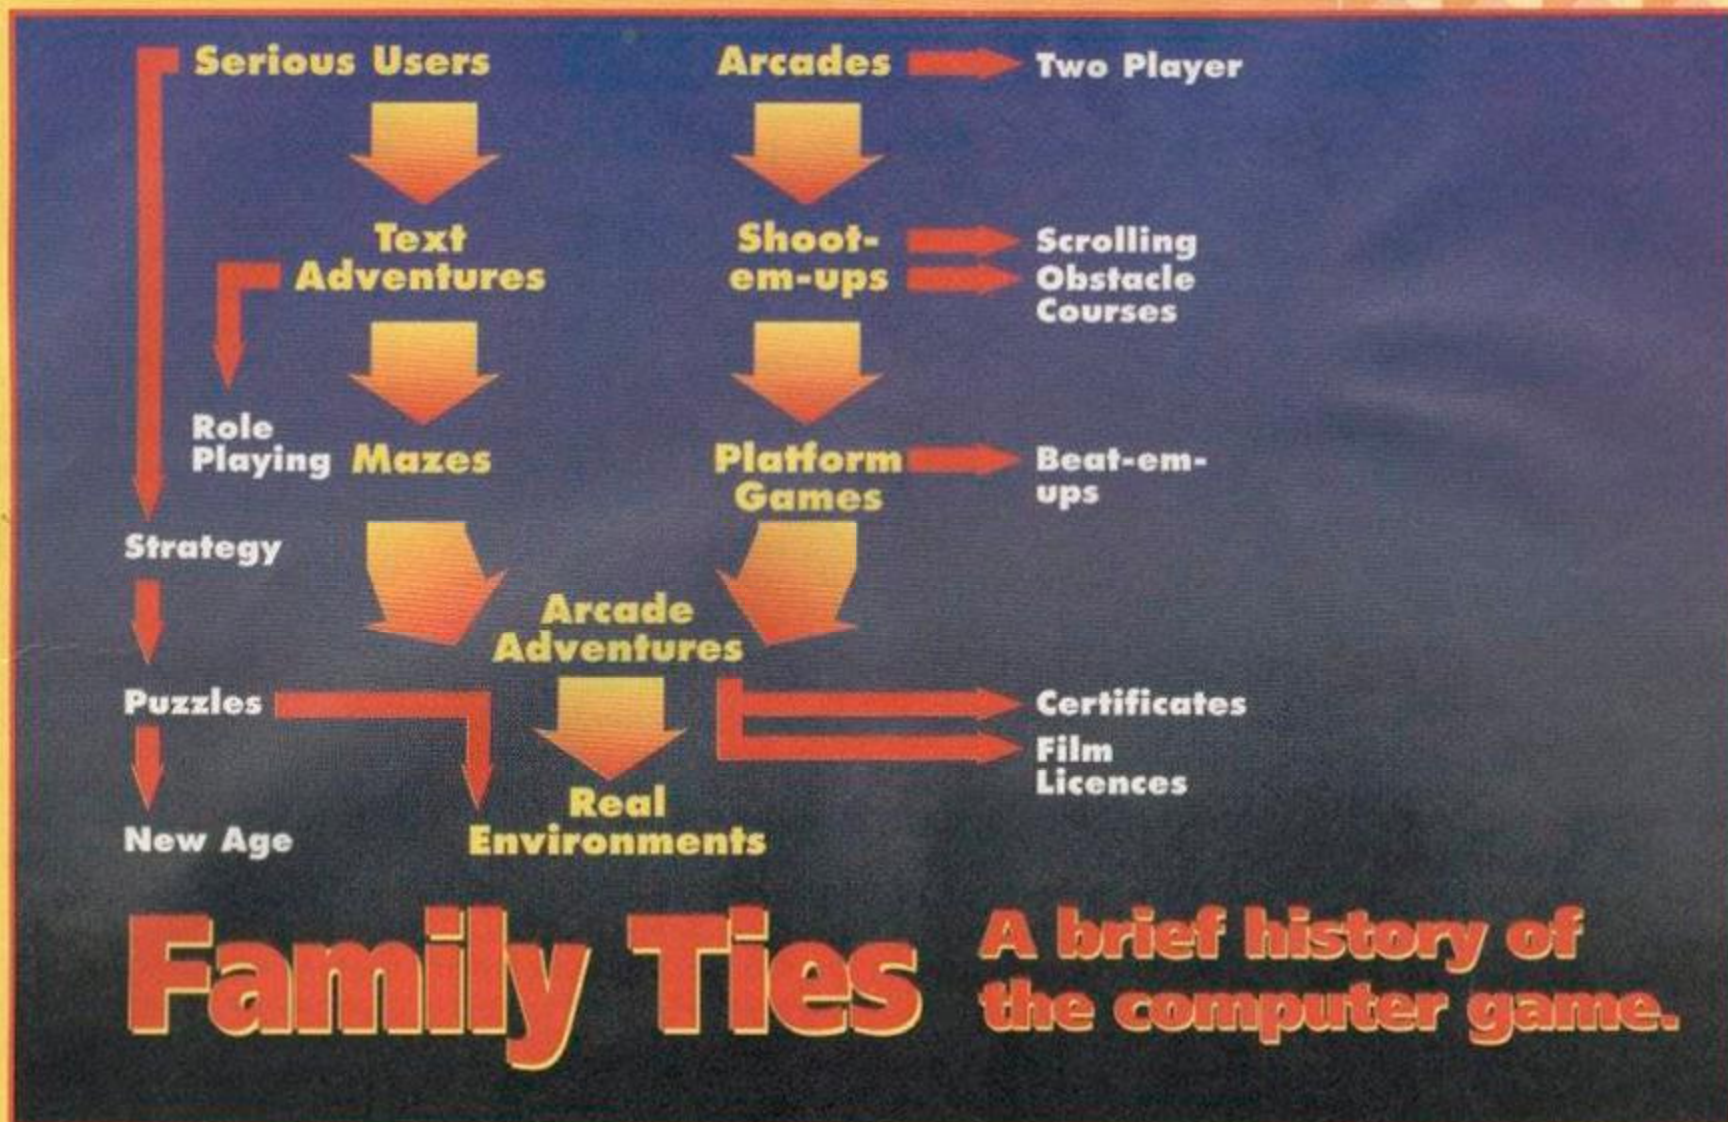 Serious Users
Arcades
Two Player
Text
Adventures
Shoot-
em-ups
Scrolling
Obstacle
Courses
Role
Playing
Mazes
Platform
Games
Beat-em-
ups
Strategy
Arcade
Adventures
Puzzles
Certificates
Film
Licences
New Age
Real
Environments
Family Ties
A brief history of
the computer game.